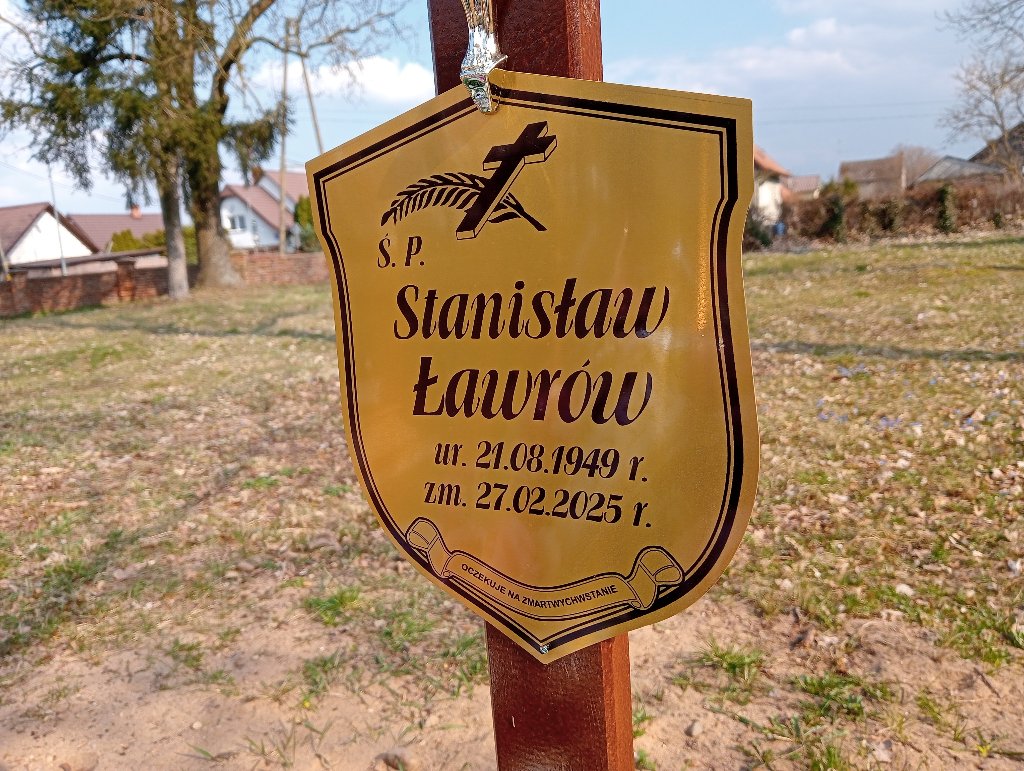 Ś. P.
Stanisław
Ławrów
ur. 21.08.1949 r.
zm. 27.02.2025 r.
OCZEKUJE NA ZMARTWYCHWSTANIE